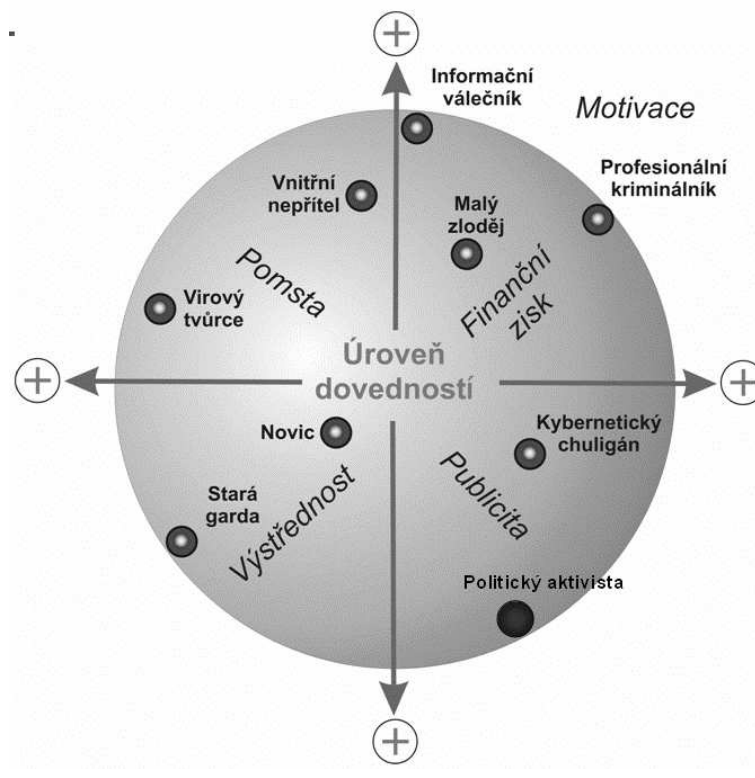 Informační
válečník
Motivace
Profesionální
kriminálník
Vnitřní
nepřítel
Malý
zloděj
Pomsta
Finanční
zisk
Virový
tvůrce
Úroveň
dovedností
Novic
Kybernetický
chuligán
Stará
garda
Výstřednost
Publicita
Politický aktivista